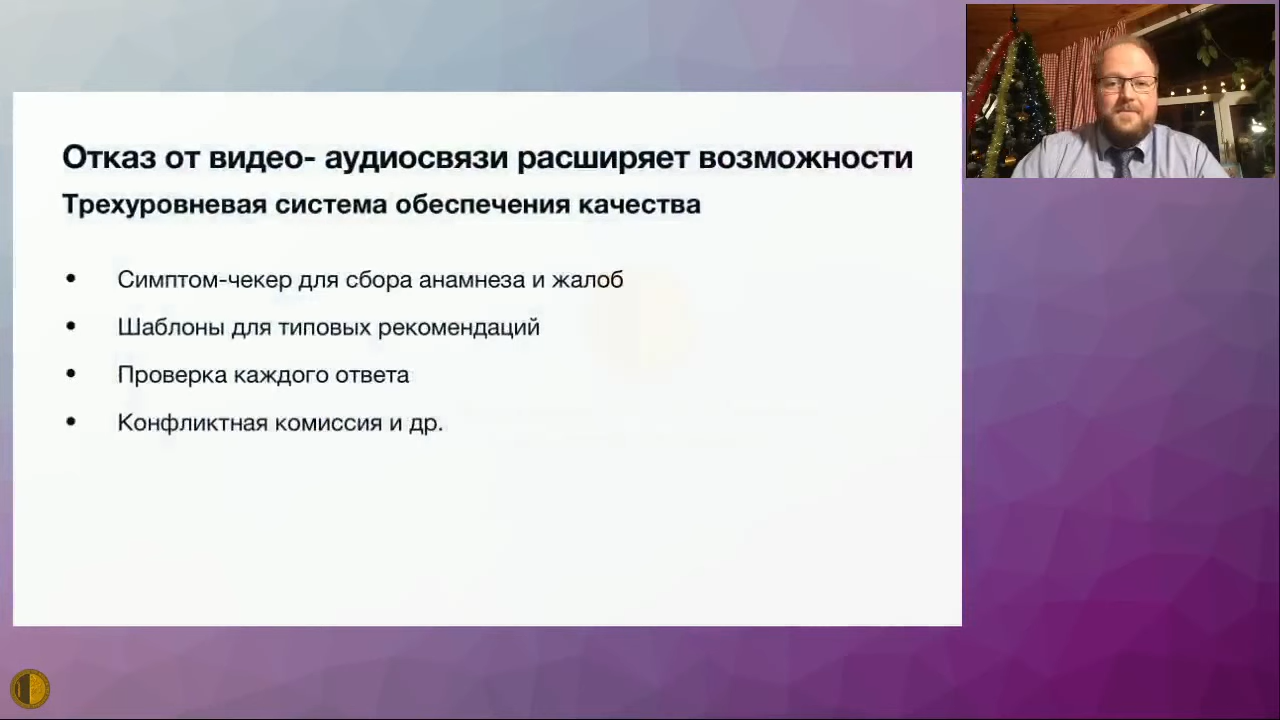 Отказ от видео- аудиосвязи расширяет возможности
Трехуровневая система обеспечения качества
• Симптом-чекер для сбора анамнеза и жалоб
• Шаблоны для типовых рекомендаций
• Проверка каждого ответа
• Конфликтная комиссия и др.